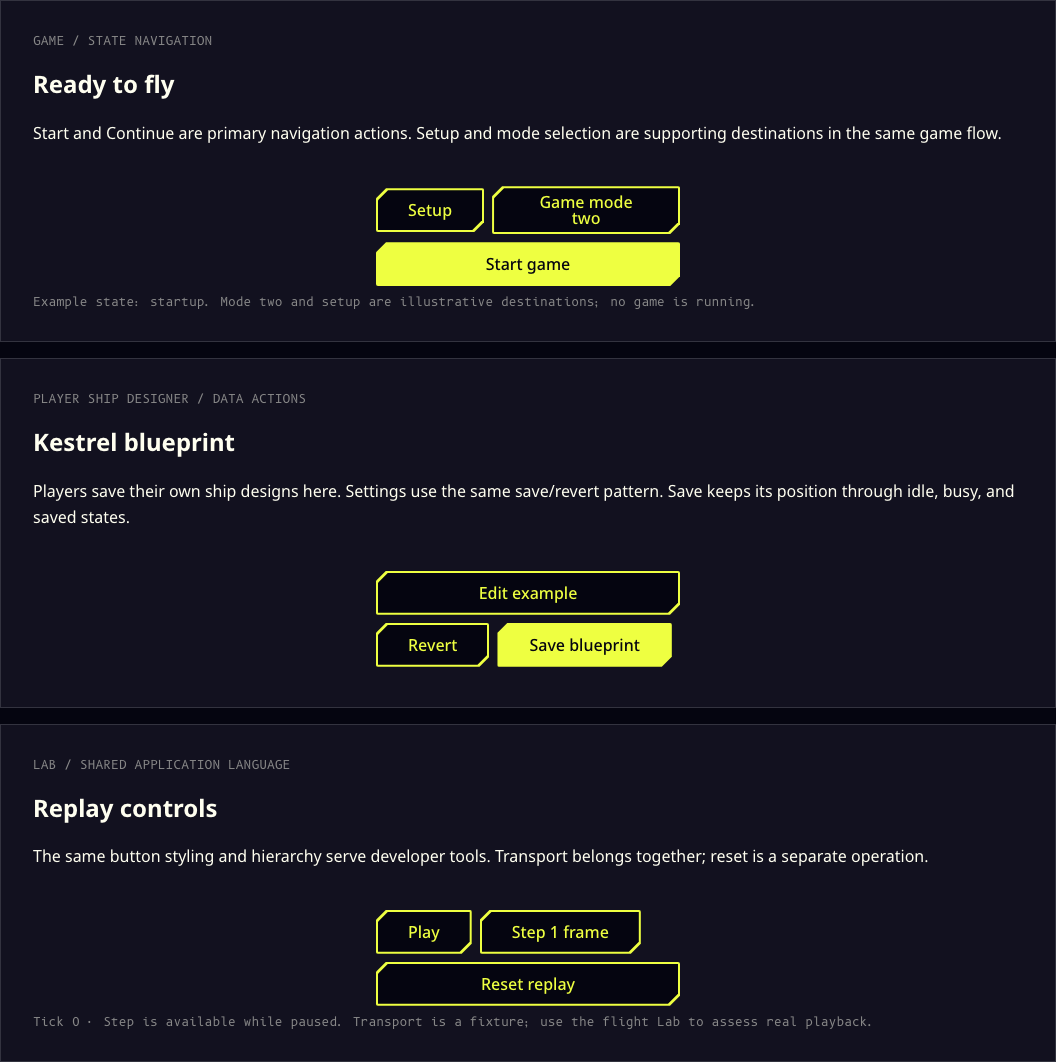 GAME / STATE NAVIGATION
Ready to fly
Start and Continue are primary navigation actions. Setup and mode selection are supporting destinations in the same game flow.
Setup
Game mode
two
Start game
Example state: startup. Mode two and setup are illustrative destinations; no game is running.
PLAYER SHIP DESIGNER / DATA ACTIONS
Kestrel blueprint
Players save their own ship designs here. Settings use the same save/revert pattern. Save keeps its position through idle, busy, and
saved states.
Edit example
Revert
Save blueprint
LAB / SHARED APPLICATION LANGUAGE
Replay controls
The same button styling and hierarchy serve developer tools. Transport belongs together; reset is a separate operation.
Play
Step 1 frame
Reset replay
Tick 0 · Step is available while paused. Transport is a fixture; use the flight Lab to assess real playback.